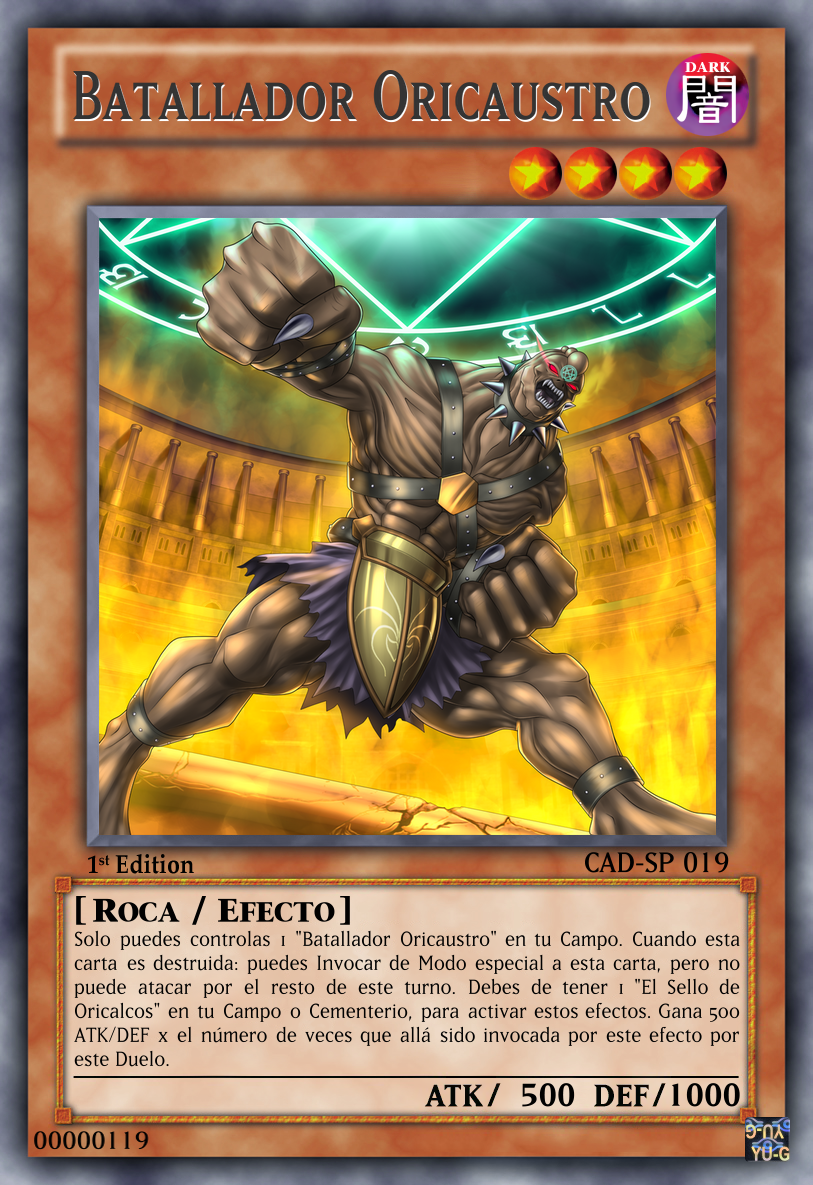 BATALLADOR ORICAUSTRO
DARK
闇
1st Edition
CAD-SP 019
[ ROCA / EFECTO ]
Solo puedes controlas 1 "Batallador Oricaustro" en tu Campo. Cuando esta
carta es destruida: puedes Invocar de Modo especial a esta carta, pero no
puede atacar por el resto de este turno. Debes de tener 1 "El Sello de
Oricalcos" en tu Campo o Cementerio, para activar estos efectos. Gana 500
ATK/DEF x el número de veces que allá sido invocada por este efecto por
este Duelo.
ATK/ 500 DEF/1000
00000119
YU-G
YU-G